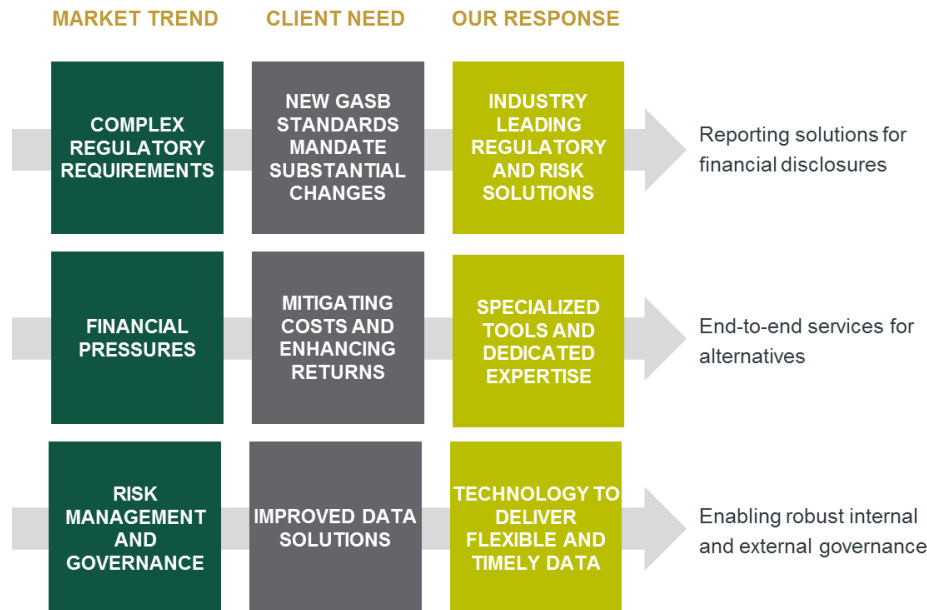 MARKET TREND
CLIENT NEED
OUR RESPONSE
COMPLEX
REGULATORY
REQUIREMENTS
NEW GASB
STANDARDS
MANDATE
SUBSTANTIAL
CHANGES
INDUSTRY
LEADING
REGULATORY
AND RISK
SOLUTIONS
Reporting solutions for
financial disclosures
FINANCIAL
PRESSURES
MITIGATING
COSTS AND
ENHANCING
RETURNS
SPECIALIZED
TOOLS AND
DEDICATED
EXPERTISE
End-to-end services for
alternatives
RISK
MANAGEMENT
AND
GOVERNANCE
IMPROVED DATA
SOLUTIONS
TECHNOLOGY TO
DELIVER
FLEXIBLE AND
TIMELY DATA
Enabling robust internal
and external governance